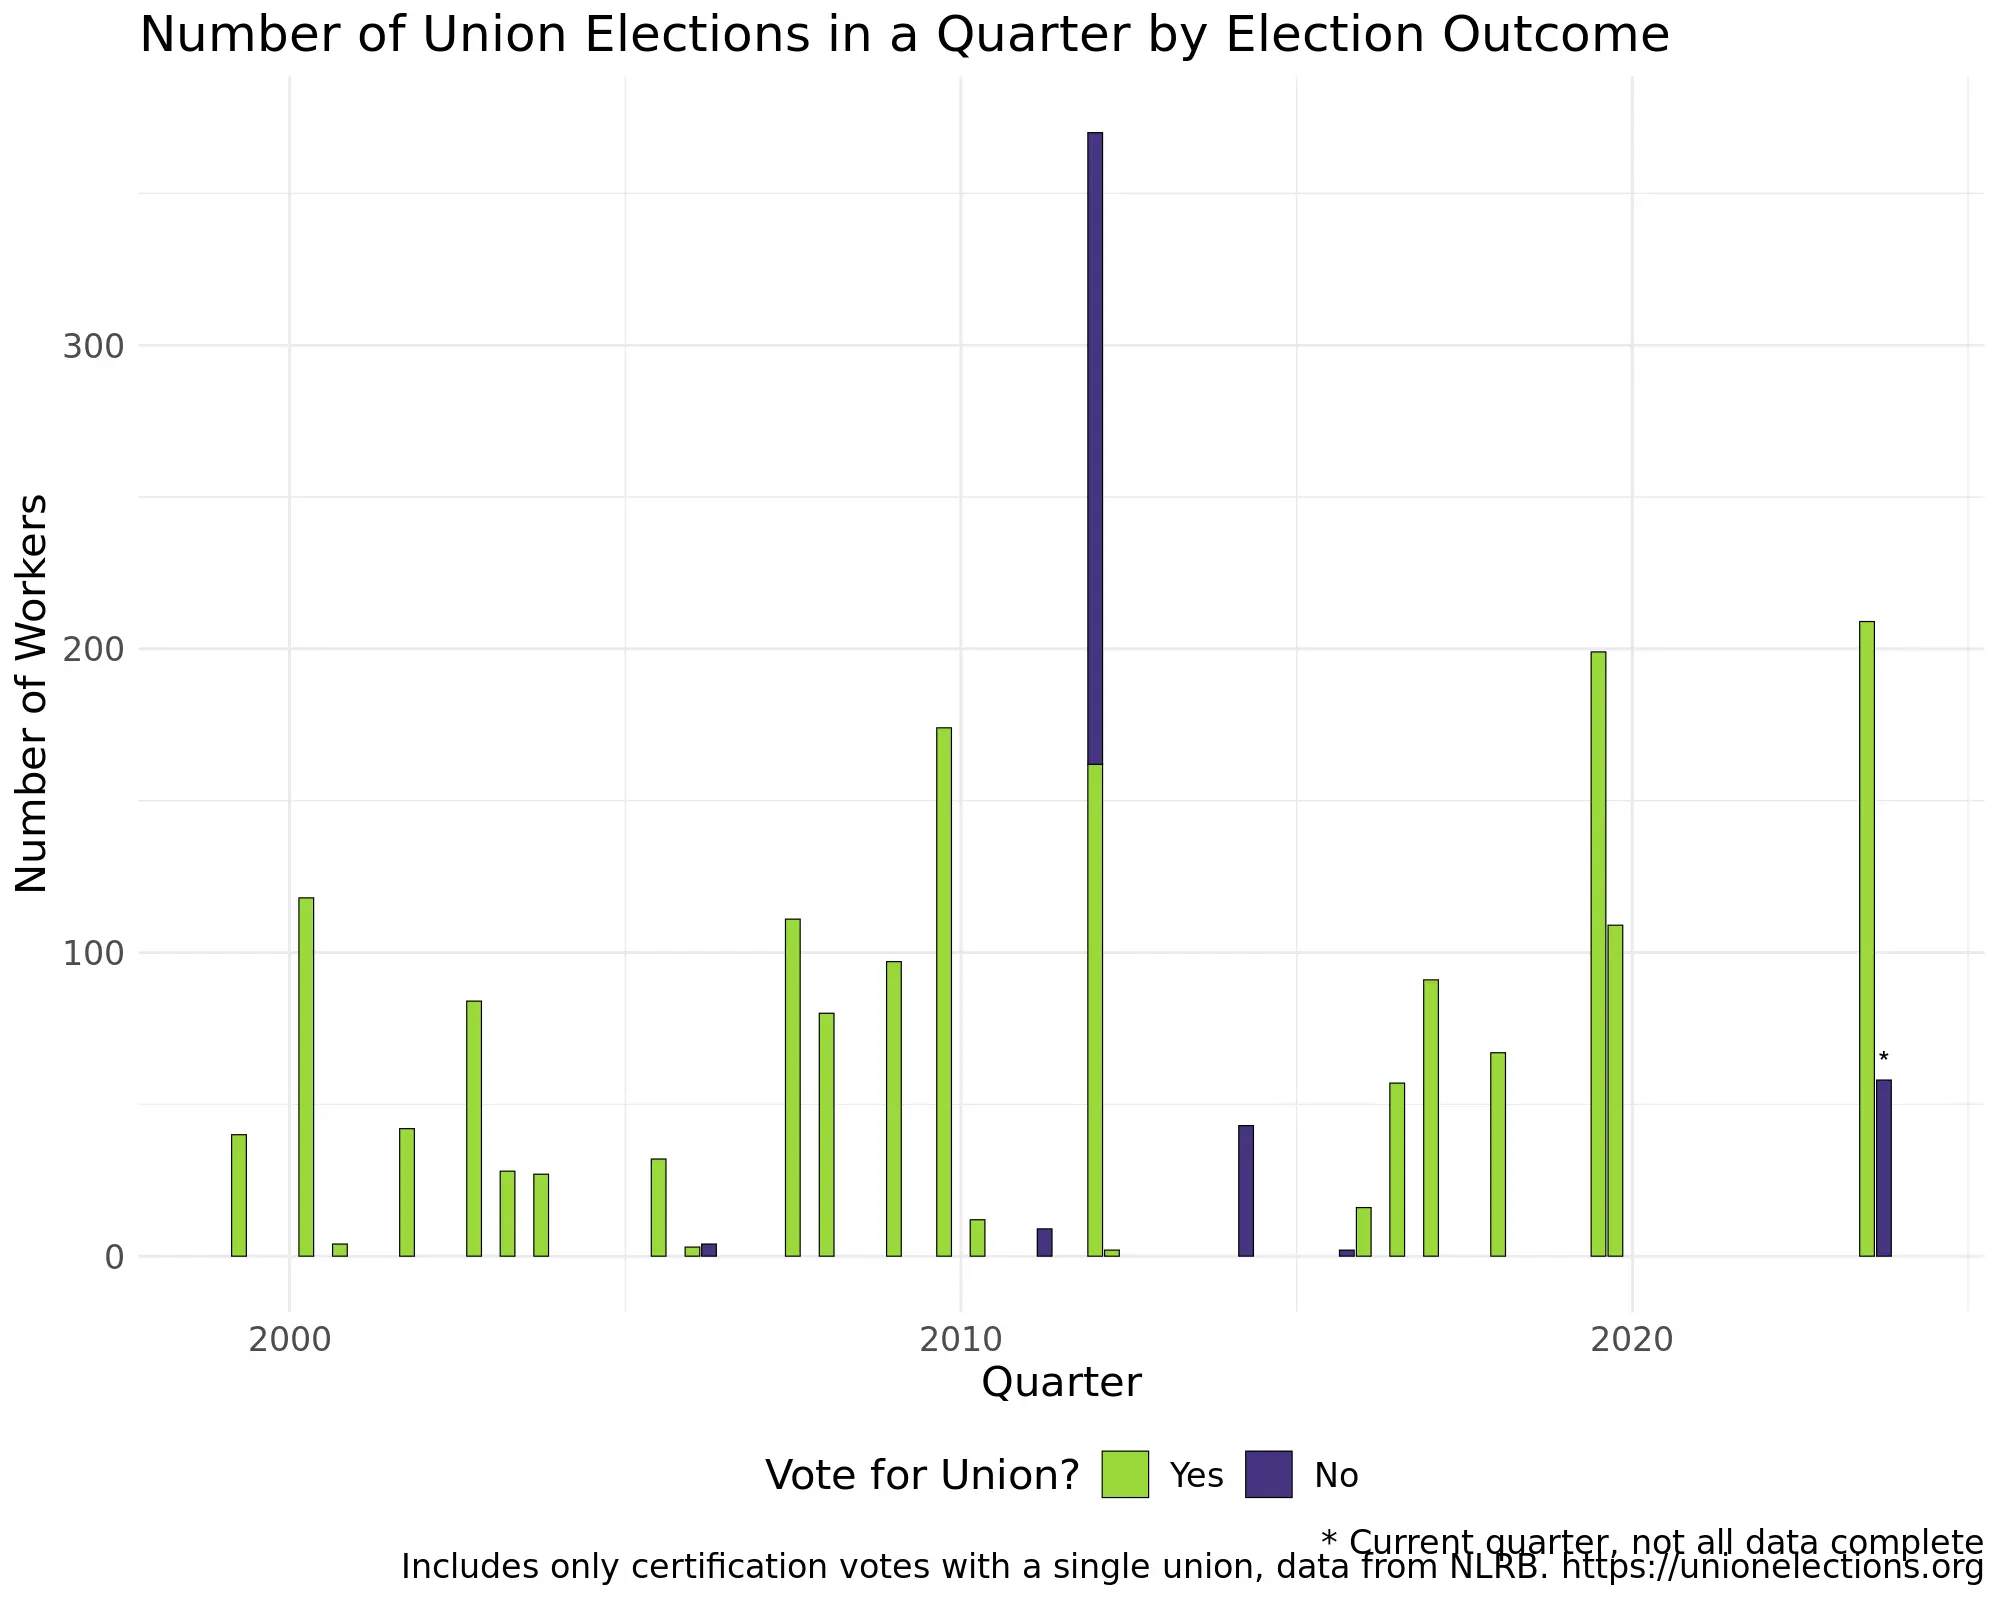 Number of Union Elections in a Quarter by Election Outcome
Number of Workers
300
200
100
0
*
2000
2010
2020
Quarter
Vote for Union? Yes No
* Current quarter, not all data complete
Includes only certification votes with a single union, data from NLRB. https://unionelections.org